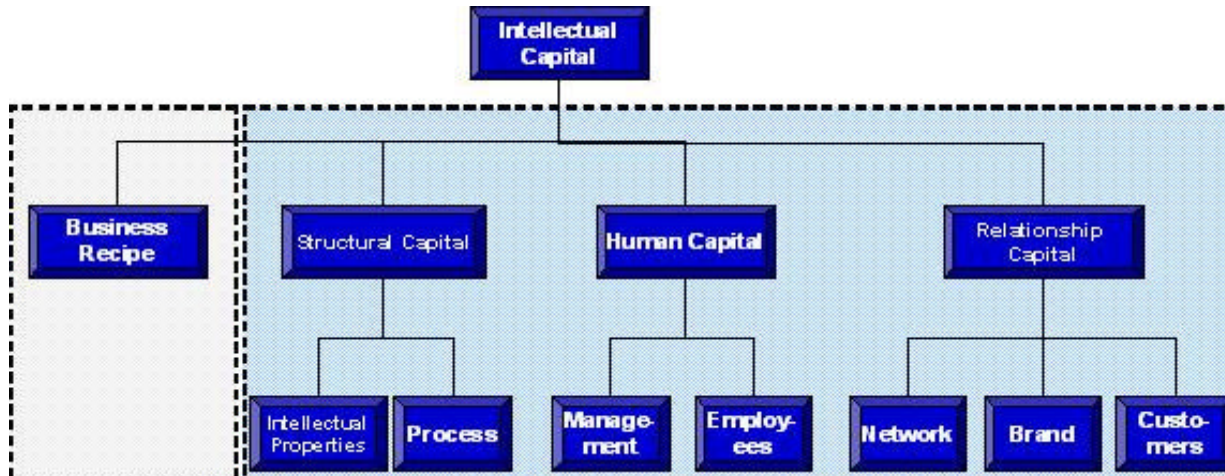 Intellectual
Capital
Business
Recipe
Structural Capital
Human Capital
Relationship
Capital
Intellectual
Properties
Process
Manage-
ment
Employ-
ees
Network
Brand
Custo-
mers